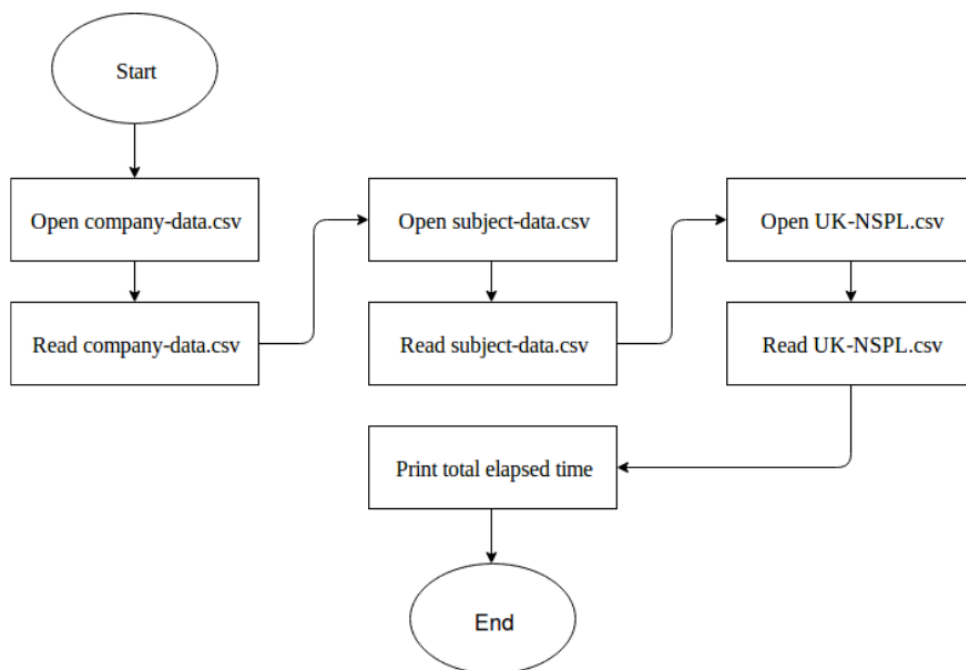 Start
Open company-data.csv
Read company-data.csv
Open subject-data.csv
Read subject-data.csv
Open UK-NSPL.csv
Read UK-NSPL.csv
Print total elapsed time
End